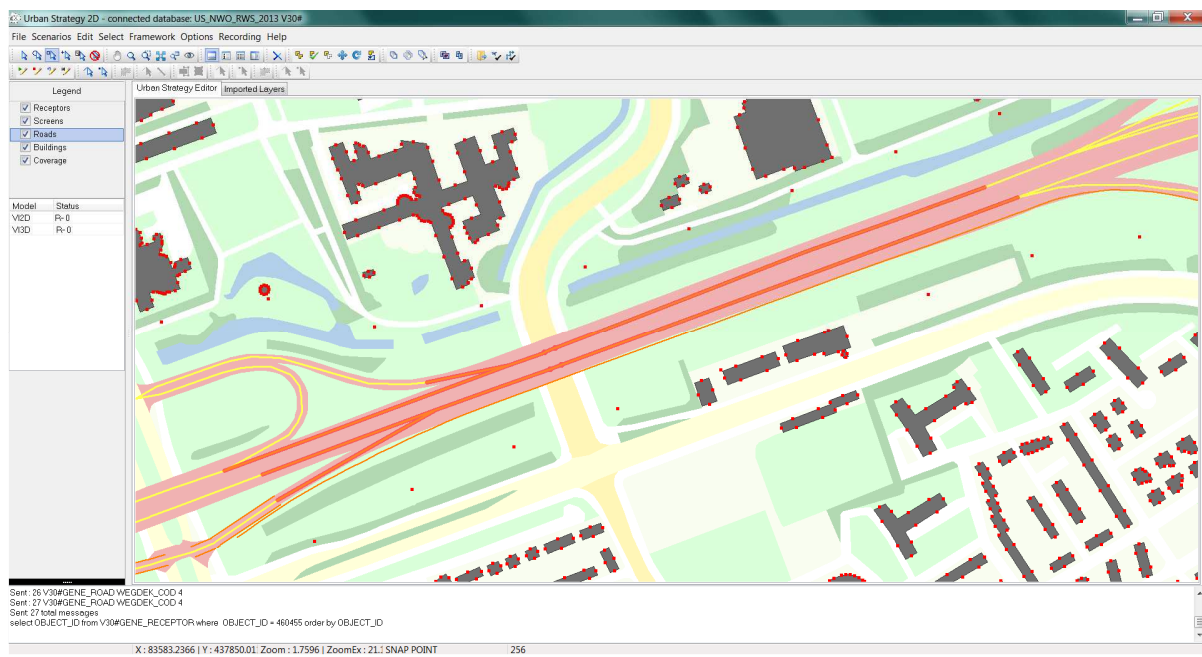 Urban Strategy 2D - connected database: US_NWO_RWS_2013 V30#
File Scenarios Edit Select Framework Options Recording Help
Legend
Urban Strategy Editor Imported Layers
Receptors
Screens
Roads
Buildings
Coverage
Model Status
VI2D R- 0
VI3D R- 0
Sent : 26 V30#GENE_ROAD WEGDEK_COD 4
Sent : 27 V30#GENE_ROAD WEGDEK_COD 4
Sent: 27 total messages
select OBJECT_ID from V30#GENE_RECEPTOR where OBJECT_ID = 460455 order by OBJECT_ID
X : 83583.2366 | Y : 437850.01 Zoom : 1.7596 | ZoomEx : 21.: SNAP POINT 256